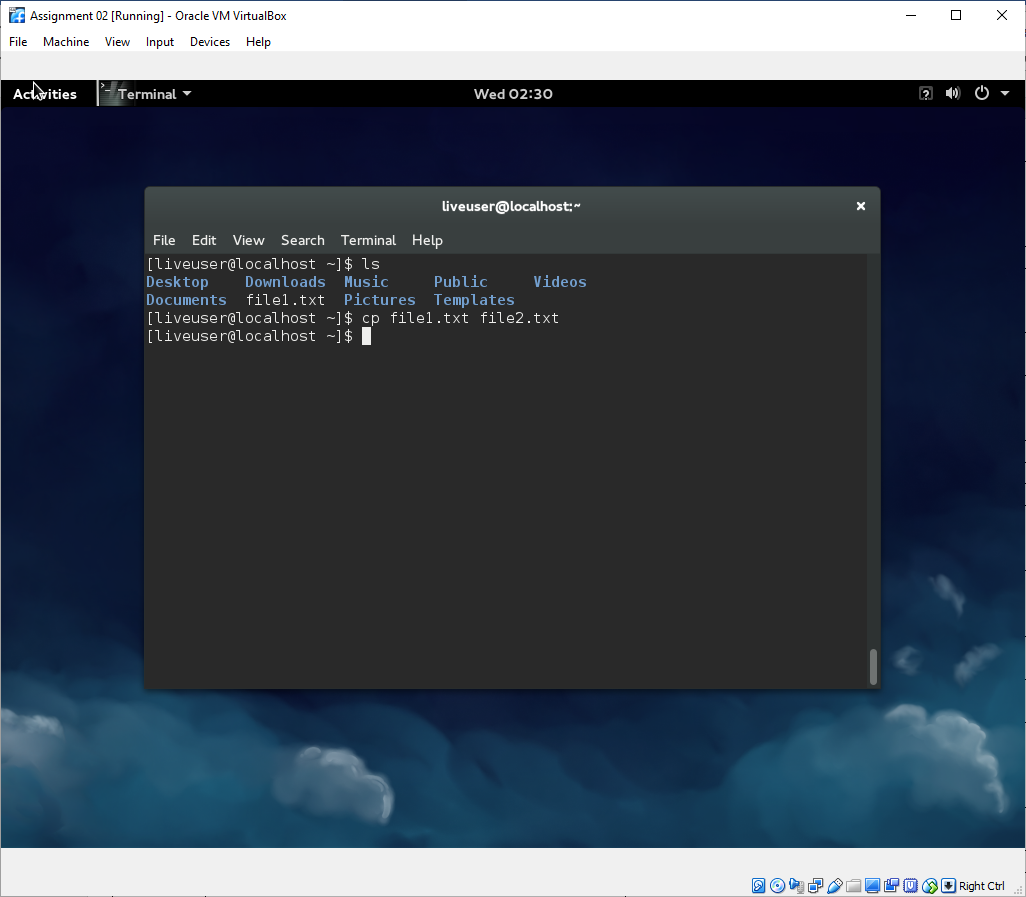 Assignment 02 [Running] - Oracle VM VirtualBox
File Machine View Input Devices Help
Activities Terminal Wed 02:30
liveuser@localhost:~
File Edit View Search Terminal Help
[liveuser@localhost ~]$ ls
Desktop Downloads Music Public Videos
Documents file1.txt Pictures Templates
[liveuser@localhost ~]$ cp file1.txt file2.txt
[liveuser@localhost ~]$
Right Ctrl